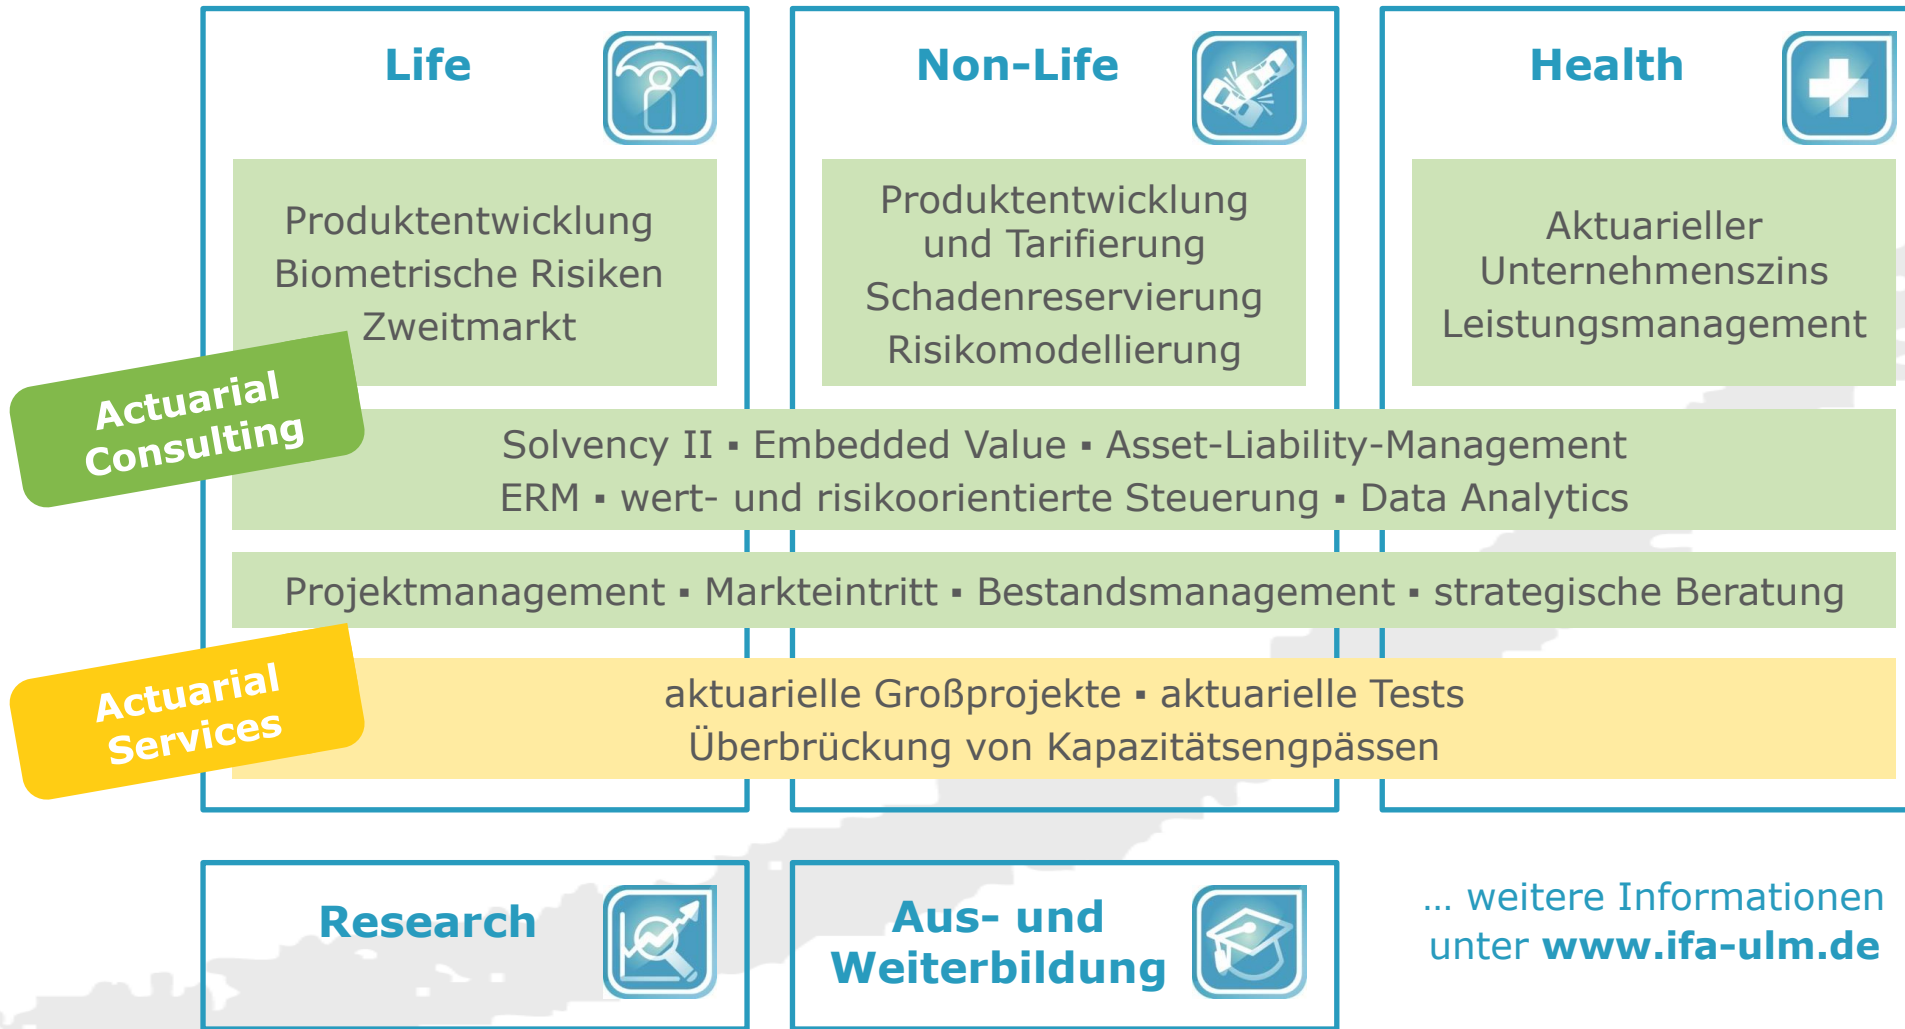 Life
Non-Life
Health
Produktentwicklung
Biometrische Risiken
Zweitmarkt
Produktentwicklung
und Tarifierung
Schadenreservierung
Risikomodellierung
Aktuarieller
Unternehmenszins
Leistungsmanagement
Actuarial
Consulting
Solvency II ▪ Embedded Value ▪ Asset-Liability-Management
ERM ▪ wert- und risikoorientierte Steuerung ▪ Data Analytics
Projektmanagement ▪ Markteintritt ▪ Bestandsmanagement ▪ strategische Beratung
Actuarial
Services
aktuarielle Großprojekte ▪ aktuarielle Tests
Überbrückung von Kapazitätsengpässen
Research
Aus- und
Weiterbildung
... weitere Informationen
unter www.ifa-ulm.de